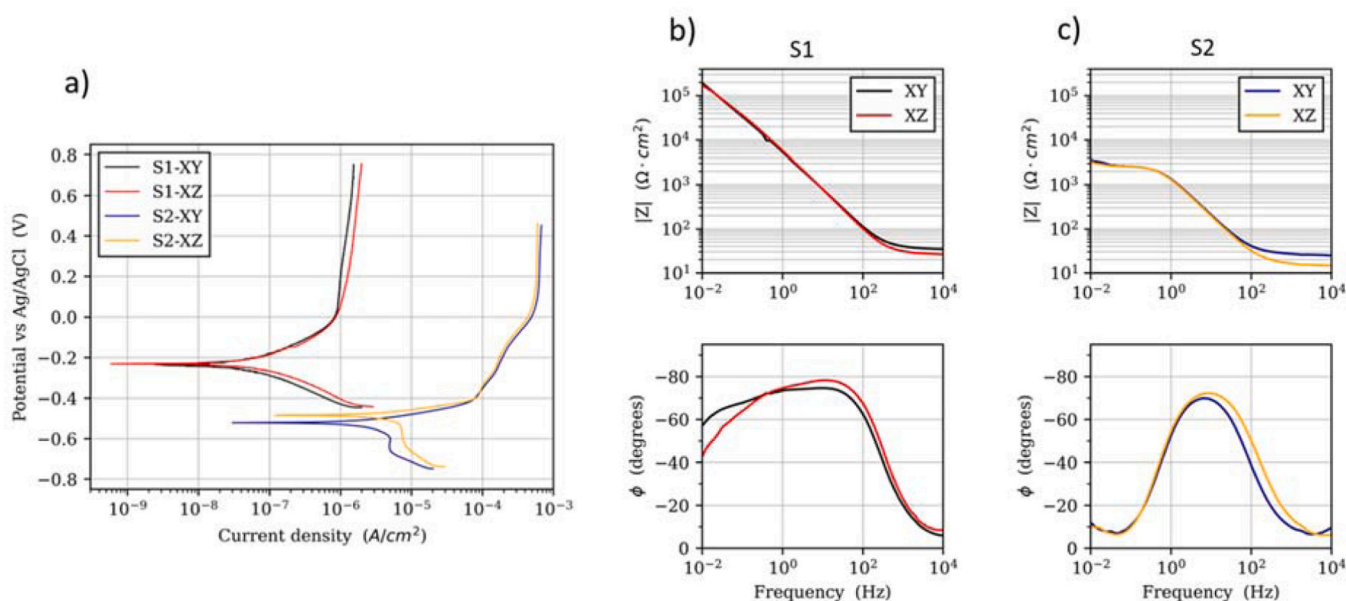 a)
0.8
0.6
0.4
0.2
0.0
−0.2
−0.4
−0.6
−0.8
Potential vs Ag/AgCl (V)
S1-XY
S1-XZ
S2-XY
S2-XZ
10⁻⁹ 10⁻⁸ 10⁻⁷ 10⁻⁶ 10⁻⁵ 10⁻⁴ 10⁻³
Current density (A/cm²)
b)
S1
10⁵
10⁴
10³
10²
10¹
|Z| (Ω · cm²)
XY
XZ
10⁻² 10⁰ 10² 10⁴
−80
−60
−40
−20
0
ϕ (degrees)
10⁻² 10⁰ 10² 10⁴
Frequency (Hz)
c)
S2
10⁵
10⁴
10³
10²
10¹
|Z| (Ω · cm²)
XY
XZ
10⁻² 10⁰ 10² 10⁴
−80
−60
−40
−20
0
ϕ (degrees)
10⁻² 10⁰ 10² 10⁴
Frequency (Hz)